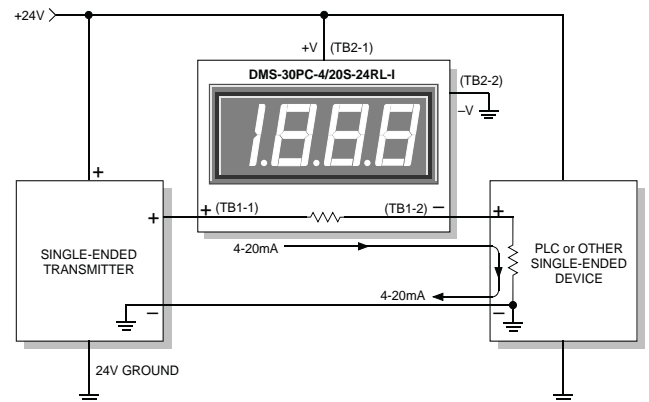 +24V
+V (TB2-1)
DMS-30PC-4/20S-24RL-I
(TB2-2)
–V
1.8.8.8
+
+
+ (TB1-1)
(TB1-2) –
+
SINGLE-ENDED
TRANSMITTER
4-20mA
PLC or OTHER
SINGLE-ENDED
DEVICE
4-20mA
–
–
24V GROUND